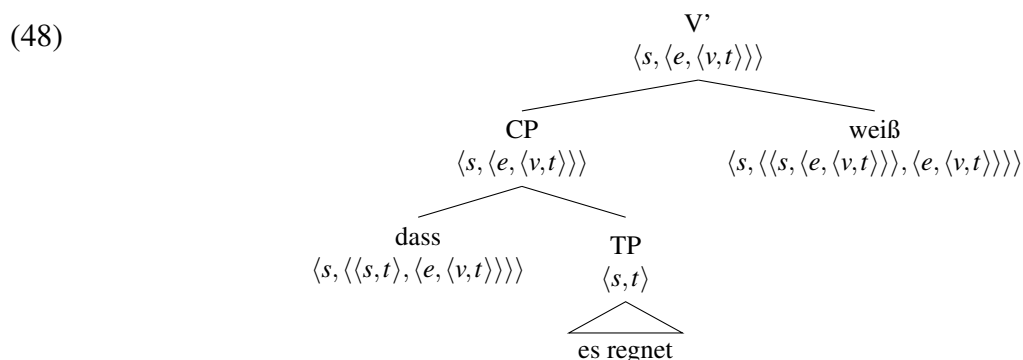 (48)
V’
⟨s,⟨e,⟨v,t⟩⟩⟩
CP weiß
⟨s,⟨e,⟨v,t⟩⟩⟩ ⟨s,⟨⟨s,⟨e,⟨v,t⟩⟩⟩,⟨e,⟨v,t⟩⟩⟩⟩
dass TP
⟨s,⟨⟨s,t⟩,⟨e,⟨v,t⟩⟩⟩⟩ ⟨s,t⟩
es regnet